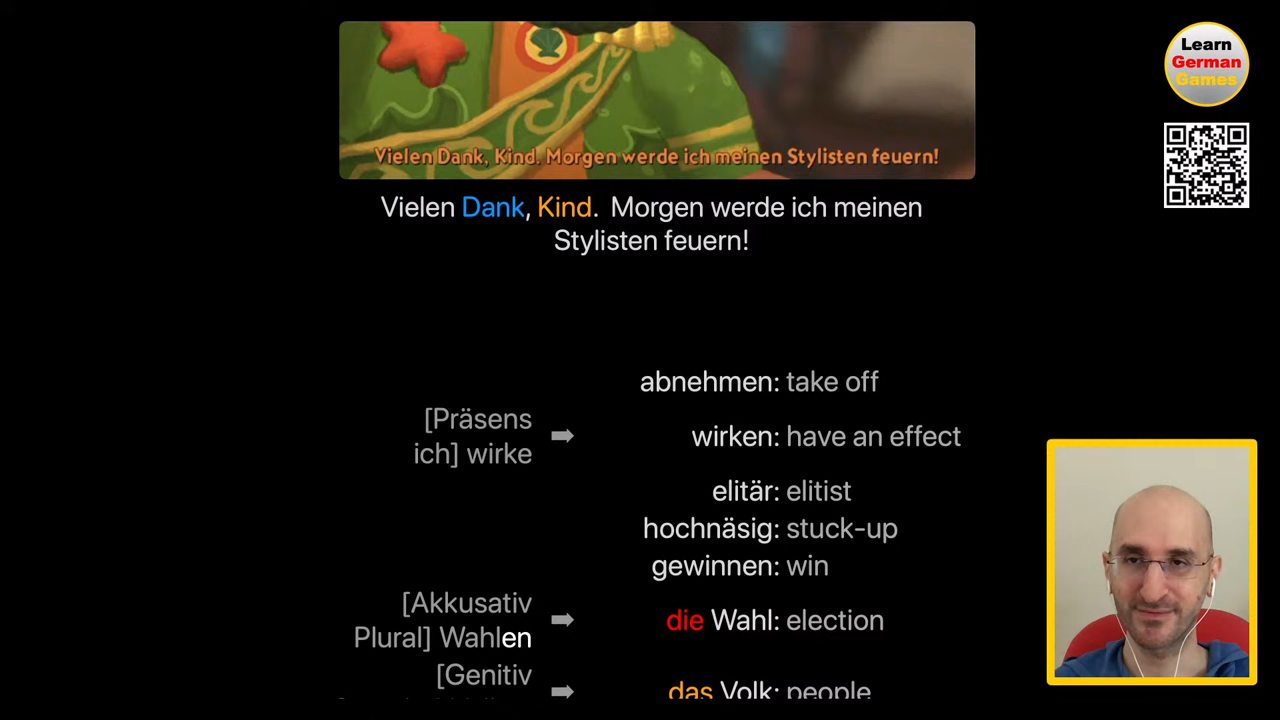 Learn
German
Games
Vielen Dank, Kind. Morgen werde ich meinen Stylisten feuern!
Vielen Dank, Kind. Morgen werde ich meinen
Stylisten feuern!
abnehmen: take off
[Präsens
ich] wirke ➡ wirken: have an effect
elitär: elitist
hochnäsig: stuck-up
gewinnen: win
[Akkusativ
Plural] Wahlen ➡ die Wahl: election
[Genitiv
➡ das Volk: people